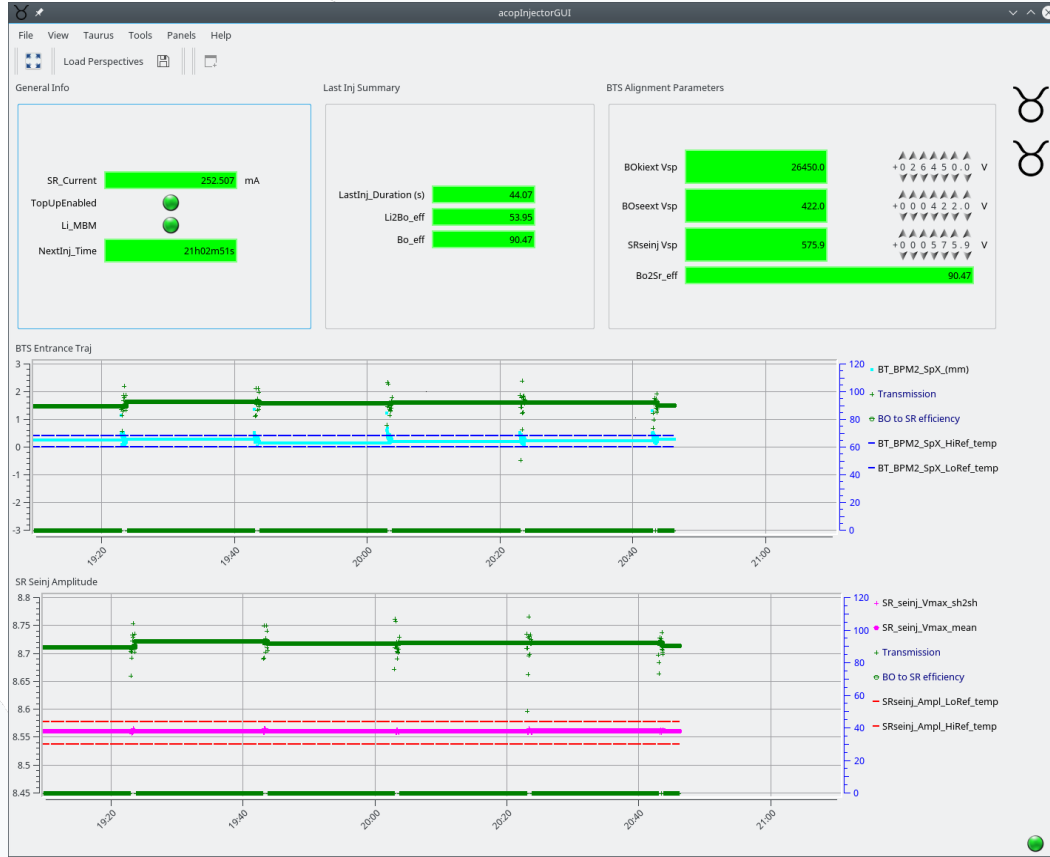 acopInjectorGUI
File View Taurus Tools Panels Help
Load Perspectives
General Info
SR_Current 252.507 mA
TopUpEnabled
Li_MBM
NextInj_Time 21h02m51s
Last Inj Summary
LastInj_Duration (s) 44.07
Li2Bo_eff 53.95
Bo_eff 90.47
BTS Alignment Parameters
BOkiext Vsp 26450.0 +026450.0 V
BOseext Vsp 422.0 +000422.0 V
SRseinj Vsp 575.9 +000575.9 V
Bo2Sr_eff 90.47
BTS Entrance Traj
3
2
1
0
-1
-2
-3
120
100
80
60
40
20
0
19:20 19:40 20:00 20:20 20:40 21:00
BT_BPM2_SpX_(mm)
Transmission
BO to SR efficiency
BT_BPM2_SpX_HiRef_temp
BT_BPM2_SpX_LoRef_temp
SR Seinj Amplitude
8.8
8.75
8.7
8.65
8.6
8.55
8.5
8.45
120
100
80
60
40
20
0
19:20 19:40 20:00 20:20 20:40 21:00
SR_seinj_Vmax_sh2sh
SR_seinj_Vmax_mean
Transmission
BO to SR efficiency
SRseinj_Ampl_LoRef_temp
SRseinj_Ampl_HiRef_temp